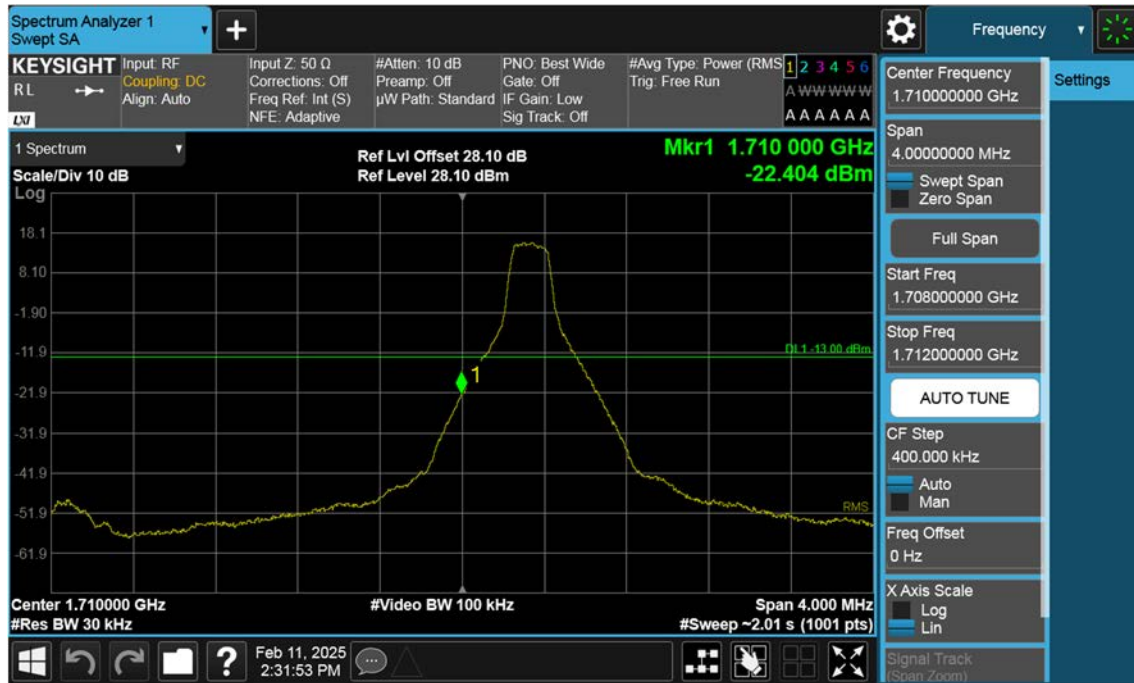 Spectrum Analyzer 1
Swept SA
+
Frequency
KEYSIGHT
RL
LXI
Input: RF
Coupling: DC
Align: Auto
Input Z: 50 Ω
Corrections: Off
Freq Ref: Int (S)
NFE: Adaptive
#Atten: 10 dB
Preamp: Off
µW Path: Standard
PNO: Best Wide
Gate: Off
IF Gain: Low
Sig Track: Off
#Avg Type: Power (RMS
Trig: Free Run
1 2 3 4 5 6
A W W W W W
A A A A A A
1 Spectrum
Scale/Div 10 dB
Log
Ref Lvl Offset 28.10 dB
Ref Level 28.10 dBm
Mkr1 1.710 000 GHz
-22.404 dBm
18.1
8.10
-1.90
-11.9
DL1 -13.00 dBm
1
-21.9
-31.9
-41.9
-51.9
RMS
-61.9
Center 1.710000 GHz
#Res BW 30 kHz
#Video BW 100 kHz
Span 4.000 MHz
#Sweep ~2.01 s (1001 pts)
Center Frequency
1.710000000 GHz
Settings
Span
4.00000000 MHz
Swept Span
Zero Span
Full Span
Start Freq
1.708000000 GHz
Stop Freq
1.712000000 GHz
AUTO TUNE
CF Step
400.000 kHz
Auto
Man
Freq Offset
0 Hz
X Axis Scale
Log
Lin
Signal Track
(Span Zoom)
?
Feb 11, 2025
2:31:53 PM